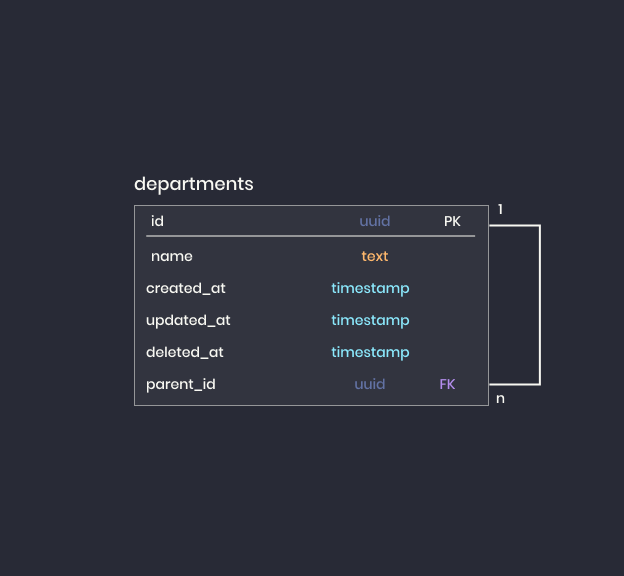 departments
1
id uuid PK
name text
created_at timestamp
updated_at timestamp
deleted_at timestamp
parent_id uuid FK
n